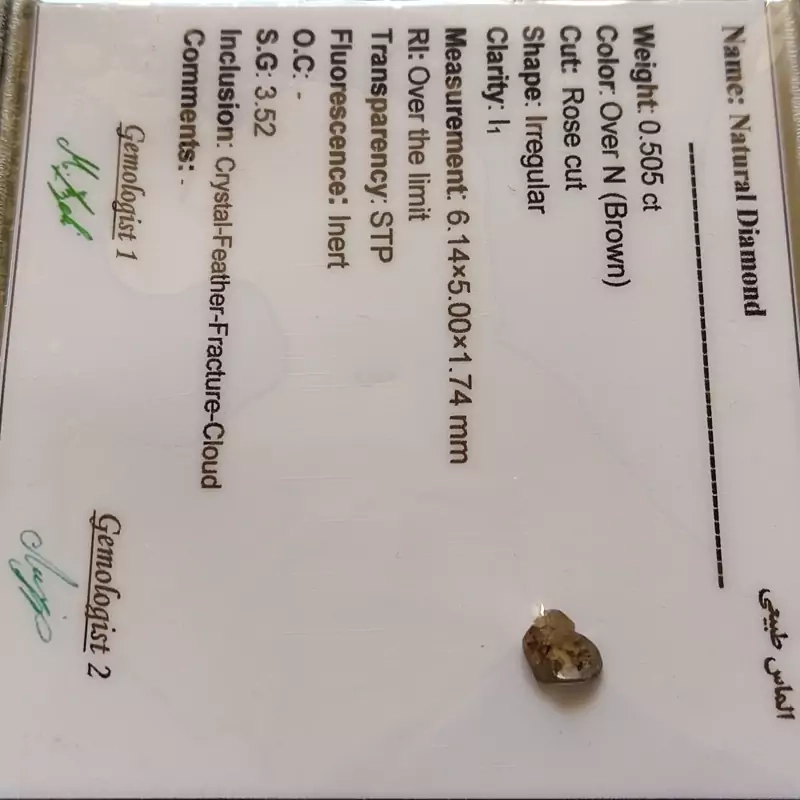 Name: Natural Diamond
الماس طبیعی
Weight: 0.505 ct
Color: Over N (Brown)
Cut: Rose cut
Shape: Irregular
Clarity: I₁
Measurement: 6.14×5.00×1.74 mm
RI: Over the limit
Transparency: STP
Fluorescence: Inert
O.C: -
S.G: 3.52
Inclusion: Crystal-Feather-Fracture-Cloud
Comments: -
Gemologist 1
Gemologist 2